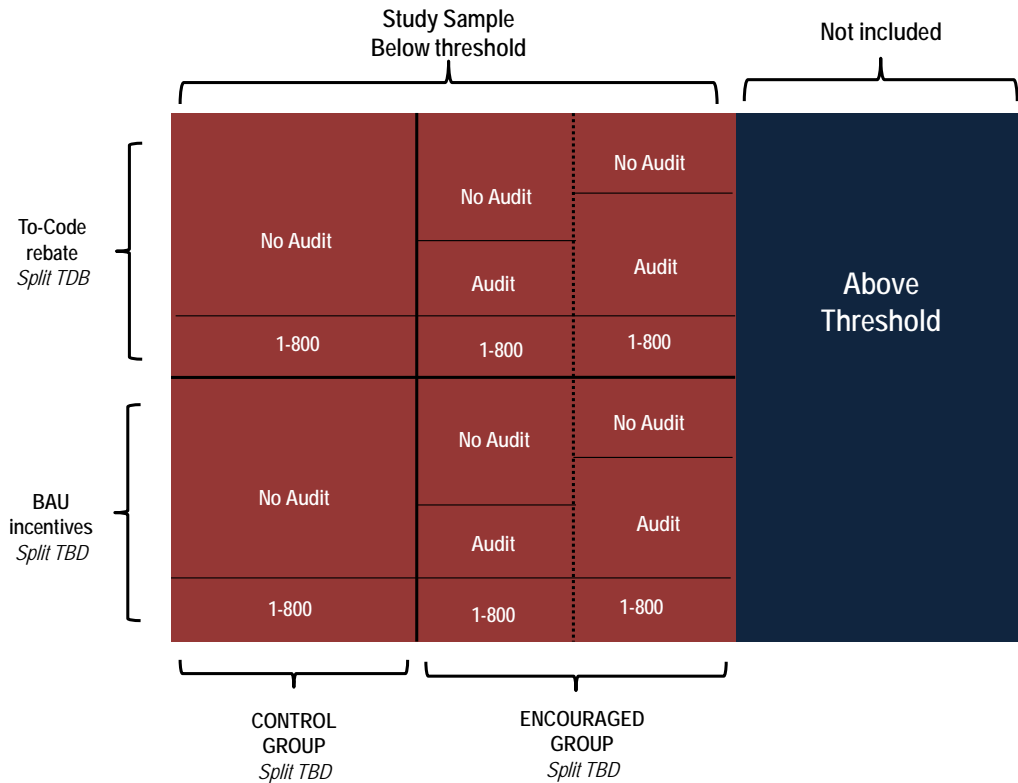 Study Sample
Below threshold
Not included
To-Code
rebate
Split TDB
No Audit
1-800
No Audit
Audit
1-800
No Audit
Audit
1-800
Above
Threshold
BAU
incentives
Split TBD
No Audit
1-800
No Audit
Audit
1-800
No Audit
Audit
1-800
CONTROL
GROUP
Split TBD
ENCOURAGED
GROUP
Split TBD